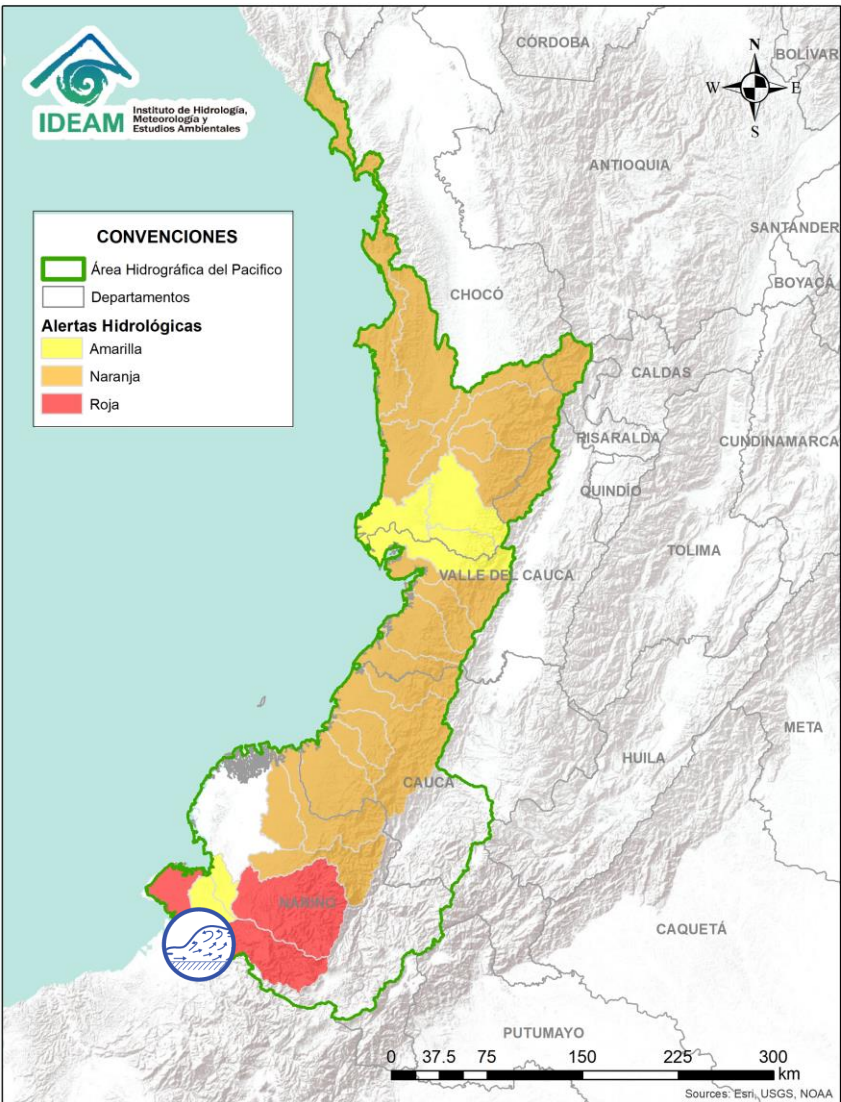 IDEAM
Instituto de Hidrología,
Meteorología y
Estudios Ambientales
N
W E
S
CÓRDOBA
BOLÍVAR
ANTIOQUIA
SANTANDER
BOYACÁ
CHOCÓ
CONVENCIONES
Área Hidrográfica del Pacifico
Departamentos
Alertas Hidrológicas
Amarilla
Naranja
Roja
CALDAS
RISARALDA
CUNDINAMARCA
QUINDÍO
TOLIMA
VALLE DEL CAUCA
META
HUILA
CAUCA
NARIÑO
CAQUETÁ
PUTUMAYO
0 37.5 75 150 225 300
km
Sources: Esri, USGS, NOAA